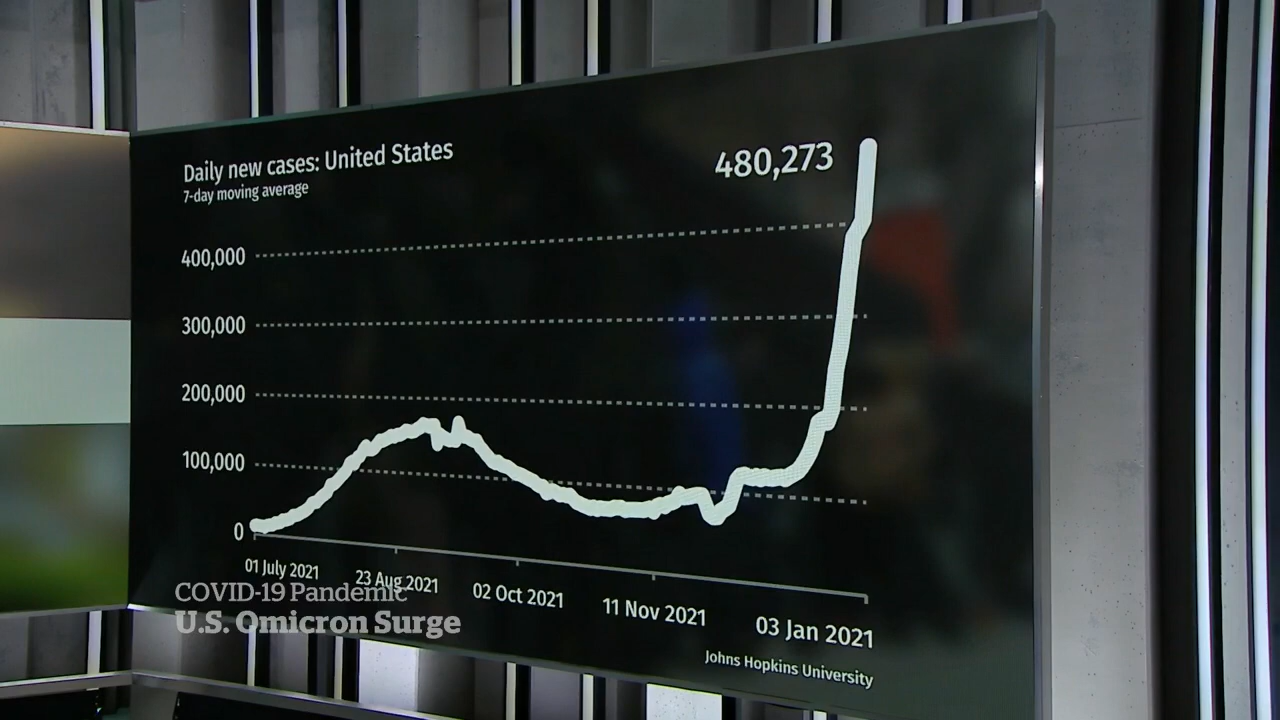 Daily new cases: United States
7-day moving average
480,273
400,000
300,000
200,000
100,000
0
01 July 2021
23 Aug 2021
02 Oct 2021
11 Nov 2021
03 Jan 2021
COVID-19 Pandemic
U.S. Omicron Surge
Johns Hopkins University